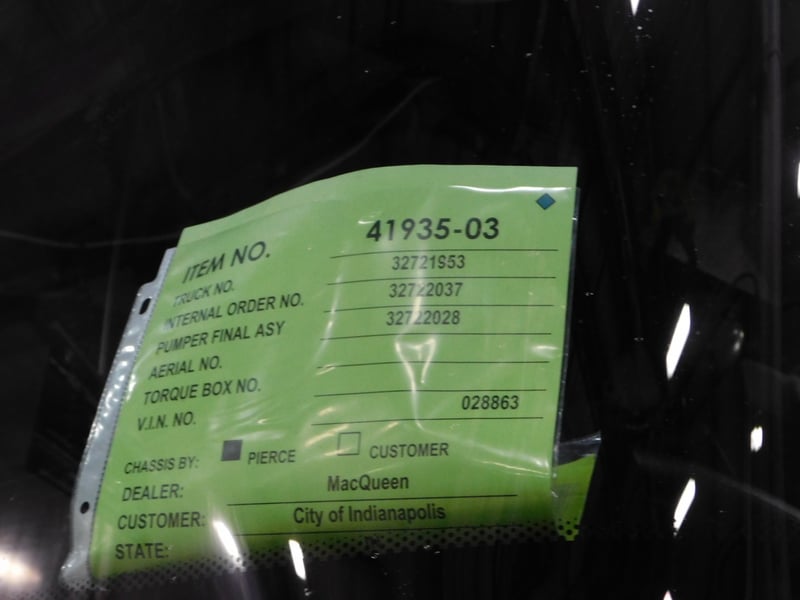 ITEM NO. 41935-03
TRUCK NO. 32721953
INTERNAL ORDER NO. 32722037
PUMPER FINAL ASY 32722028
AERIAL NO.
TORQUE BOX NO.
V.I.N. NO. 028863
CHASSIS BY: PIERCE CUSTOMER
DEALER: MacQueen
CUSTOMER: City of Indianapolis
STATE: